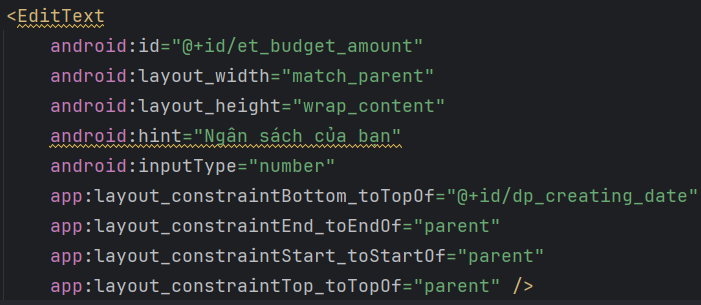 <EditText
android:id="@+id/et_budget_amount"
android:layout_width="match_parent"
android:layout_height="wrap_content"
android:hint="Ngân sách của bạn"
android:inputType="number"
app:layout_constraintBottom_toTopOf="@+id/dp_creating_date"
app:layout_constraintEnd_toEndOf="parent"
app:layout_constraintStart_toStartOf="parent"
app:layout_constraintTop_toTopOf="parent" />